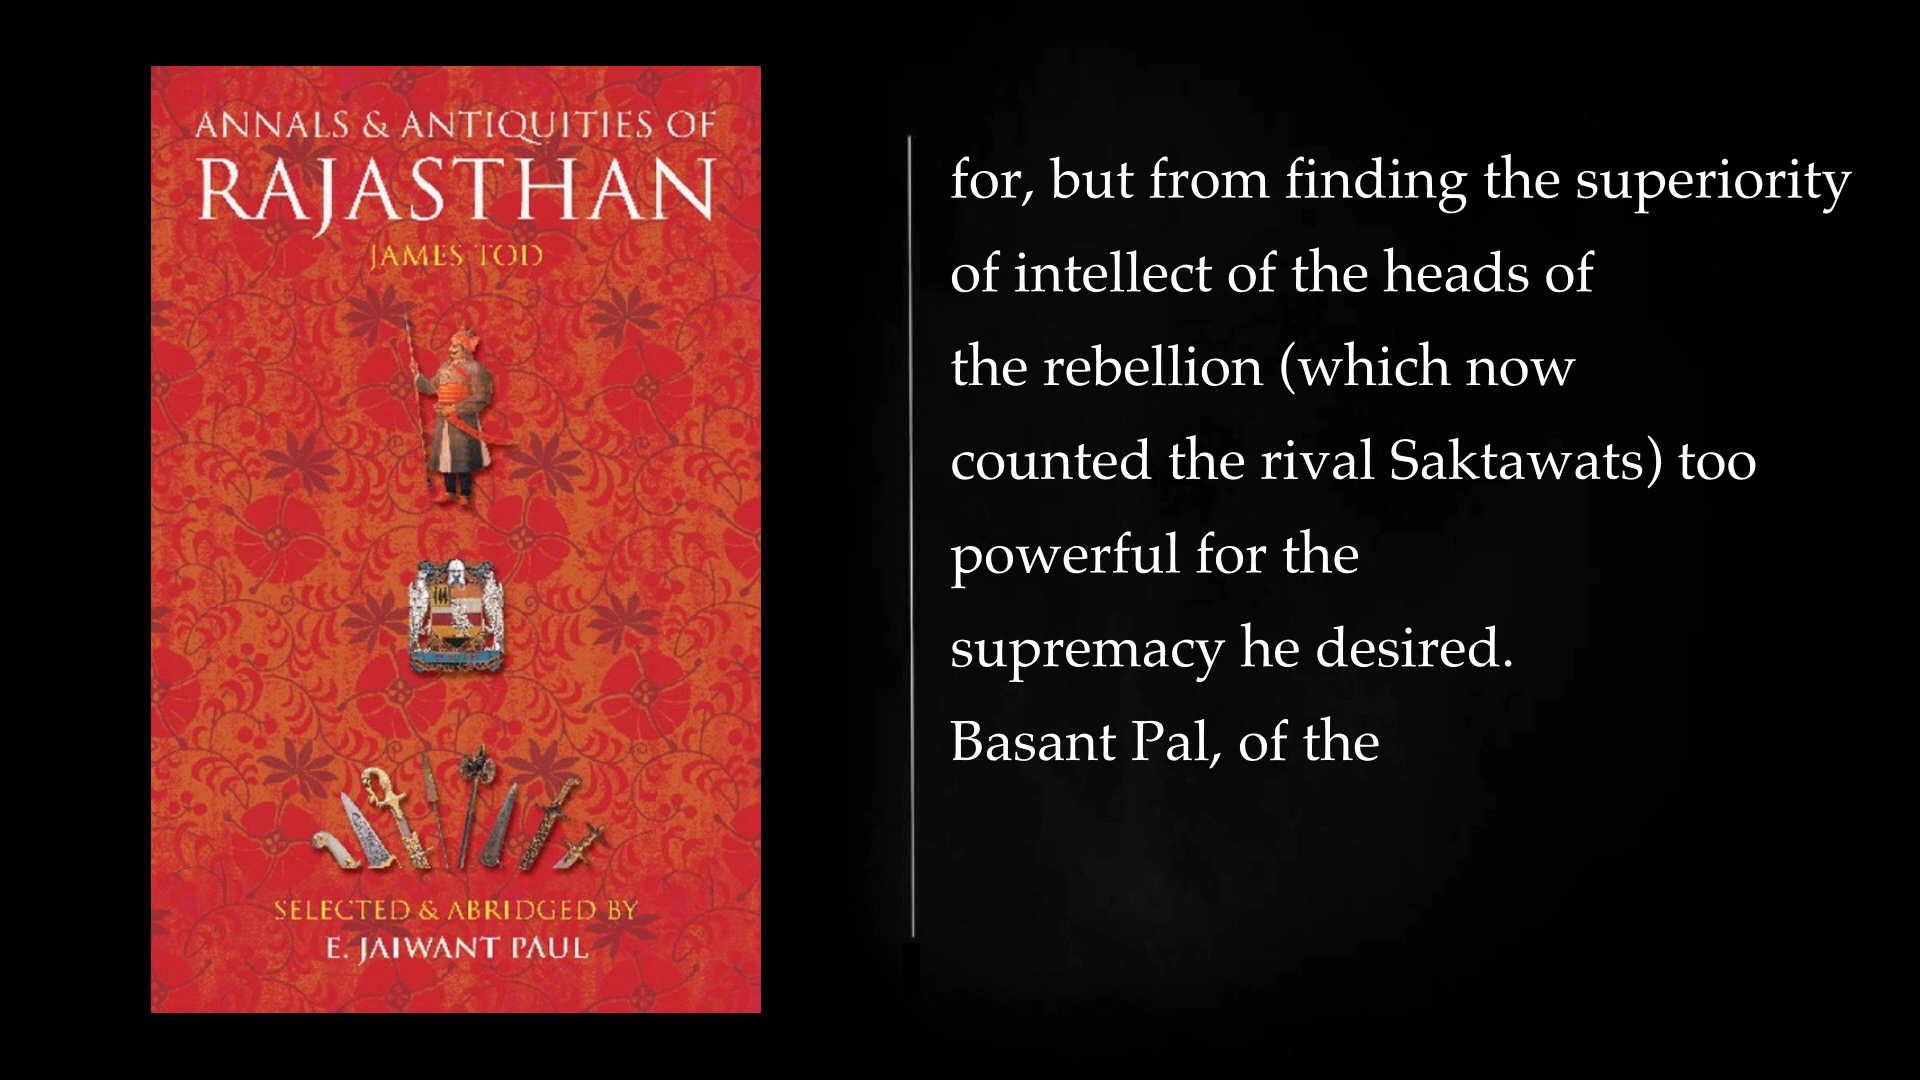 ANNALS & ANTIQUITIES OF
RAJASTHAN
JAMES TOD
SELECTED & ABRIDGED BY
E. JAIWANT PAUL
for, but from finding the superiority
of intellect of the heads of
the rebellion (which now
counted the rival Saktawats) too
powerful for the
supremacy he desired.
Basant Pal, of the